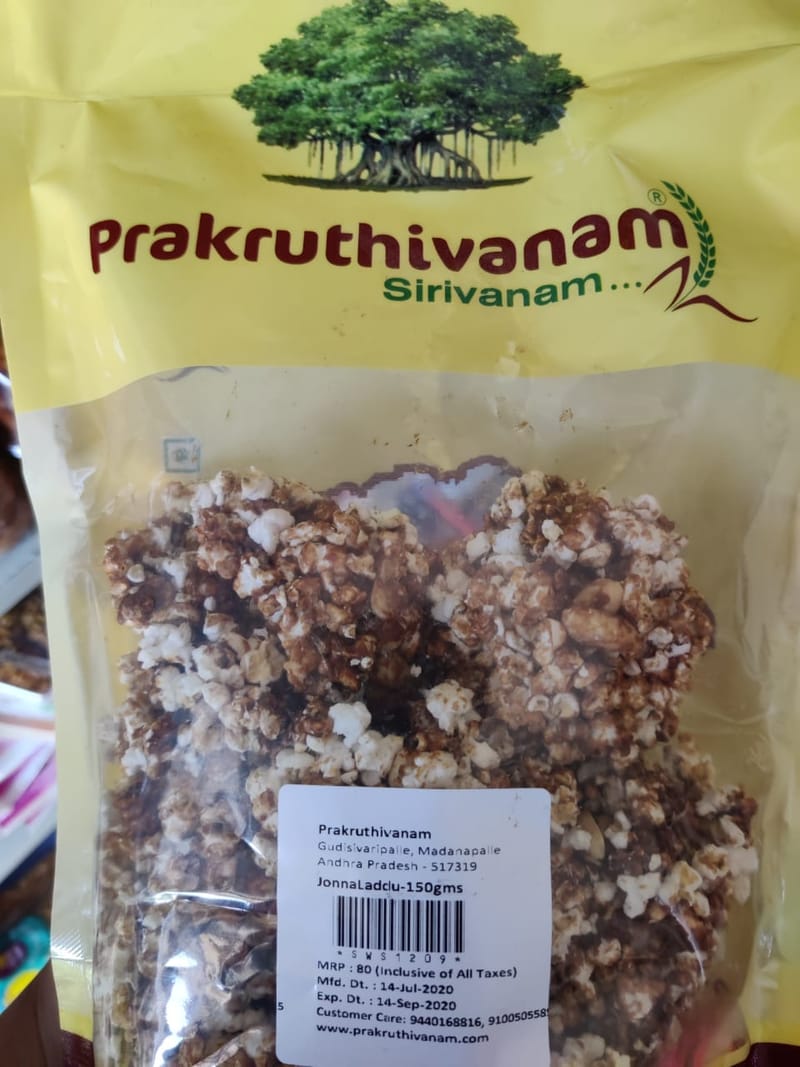 Prakruthivanam®
Sirivanam...
Prakruthivanam
Gudisivaripalle, Madanapalle
Andhra Pradesh - 517319
JonnaLaddu-150gms
*SWS1209*
MRP : 80 (Inclusive of All Taxes)
Mfd. Dt. : 14-Jul-2020
Exp. Dt. : 14-Sep-2020
Customer Care: 9440168816, 910050558
www.prakruthivanam.com